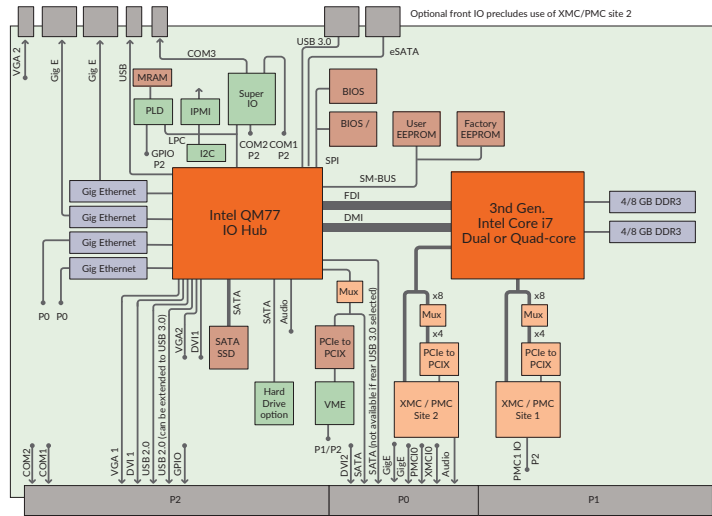 Optional front IO precludes use of XMC/PMC site 2
VGA 2
Gig E
Gig E
USB
COM3
USB 3.0
eSATA
MRAM
PLD
IPMI
Super
IO
BIOS
BIOS /
User
EEPROM
Factory
EEPROM
LPC
I2C
GPIO
P2
COM2
P2
COM1
P2
SPI
SM-BUS
Gig Ethernet
Gig Ethernet
Gig Ethernet
Gig Ethernet
Intel QM77
IO Hub
FDI
DMI
3nd Gen.
Intel Core i7
Dual or Quad-core
4/8 GB DDR3
4/8 GB DDR3
P0
P0
VGA2
DVI1
SATA
SATA
Audio
Mux
SATA
SSD
Hard
Drive
option
PCIe to
PCIX
VME
P1/P2
x8
Mux
x4
PCIe to
PCIX
XMC / PMC
Site 2
x8
Mux
x4
PCIe to
PCIX
XMC / PMC
Site 1
COM2
COM1
VGA 1
DVI 1
USB 2.0
USB 2.0 (can be extended to USB 3.0)
GPIO
DVI2
SATA
SATA (not available if rear USB 3.0 selected)
GigE
GigE
PMCI0
XMCI0
Audio
PMC1 IO
P2
P2
P0
P1